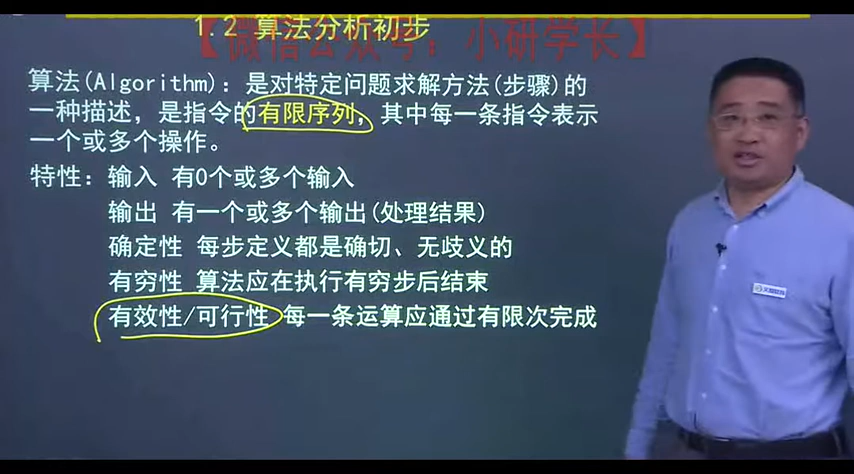 1.2 算法分析初步
【微信公众号：小研学长】
算法(Algorithm)：是对特定问题求解方法(步骤)的
一种描述，是指令的有限序列，其中每一条指令表示
一个或多个操作。
特性：输入 有0个或多个输入
输出 有一个或多个输出(处理结果)
确定性 每步定义都是确切、无歧义的
有穷性 算法应在执行有穷步后结束
有效性/可行性 每一条运算应通过有限次完成